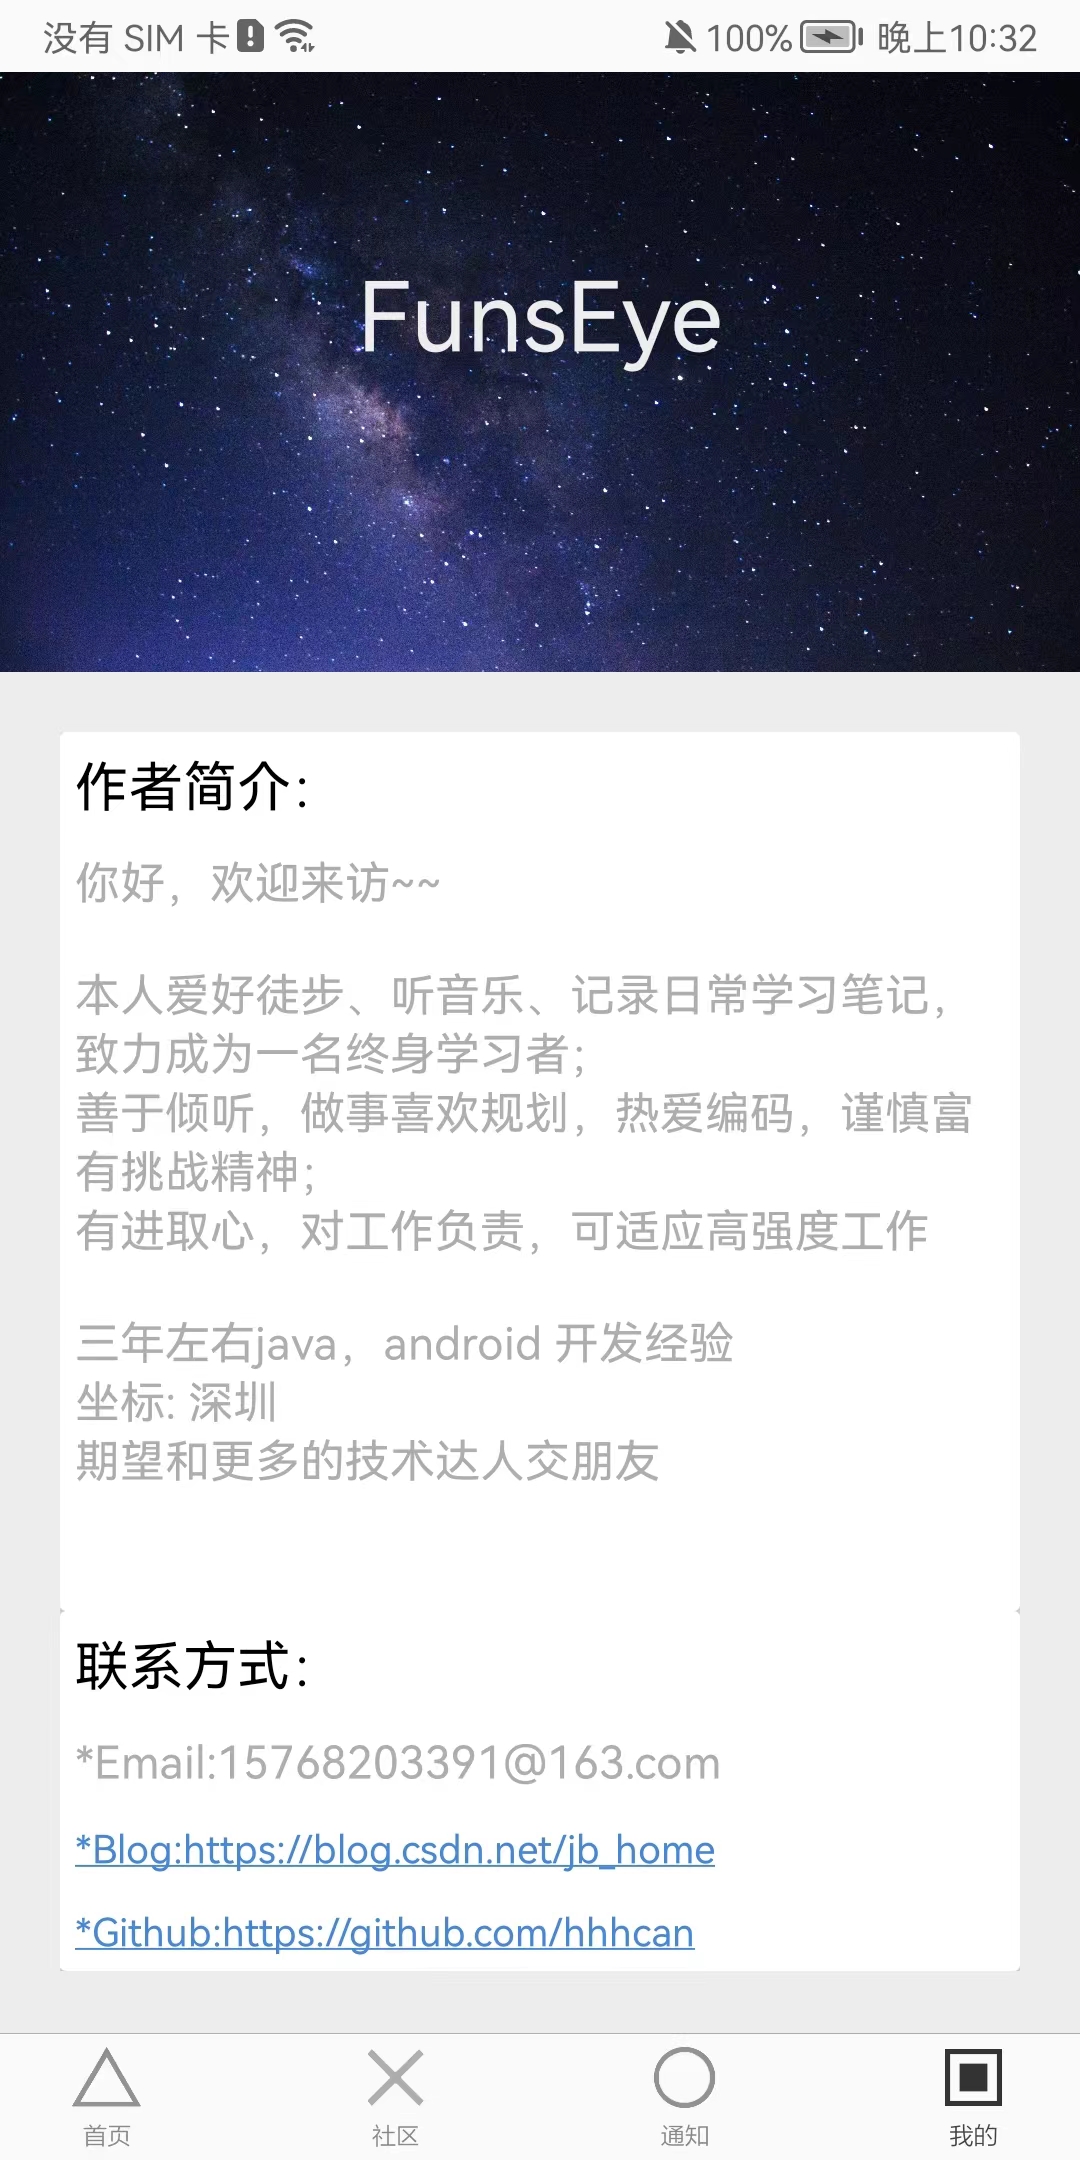 没有 SIM 卡
100%
晚上10:32
FunsEye
作者简介：
你好，欢迎来访~~
本人爱好徒步、听音乐、记录日常学习笔记，
致力成为一名终身学习者；
善于倾听，做事喜欢规划，热爱编码，谨慎富
有挑战精神；
有进取心，对工作负责，可适应高强度工作
三年左右java，android 开发经验
坐标: 深圳
期望和更多的技术达人交朋友
联系方式：
*Email:15768203391@163.com
*Blog:https://blog.csdn.net/jb_home
*Github:https://github.com/hhhcan
首页
社区
通知
我的